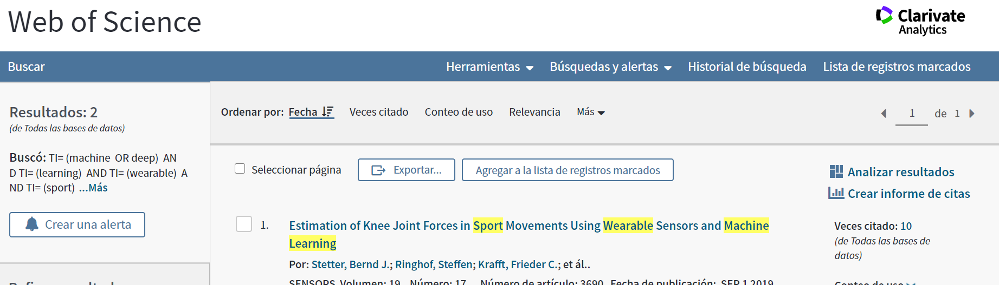 Web of Science
Clarivate
Analytics
Buscar
Herramientas
Búsquedas y alertas
Historial de búsqueda
Lista de registros marcados
Resultados: 2
(de Todas las bases de datos)
Buscó: TI= (machine OR deep) AN
D TI= (learning) AND TI= (wearable) A
ND TI= (sport) ...Más
Crear una alerta
Ordenar por: Fecha Veces citado Conteo de uso Relevancia Más
1 de 1
Seleccionar página
Exportar...
Agregar a la lista de registros marcados
Analizar resultados
Crear informe de citas
1.
Estimation of Knee Joint Forces in Sport Movements Using Wearable Sensors and Machine
Learning
Por: Stetter, Bernd J.; Ringhof, Steffen; Krafft, Frieder C.; et ál..
SENSORS Volumen: 19 Número: 17 Número de artículo: 3690 Fecha de publicación: SEP 1 2019
Veces citado: 10
(de Todas las bases de
datos)
Conteo de uso